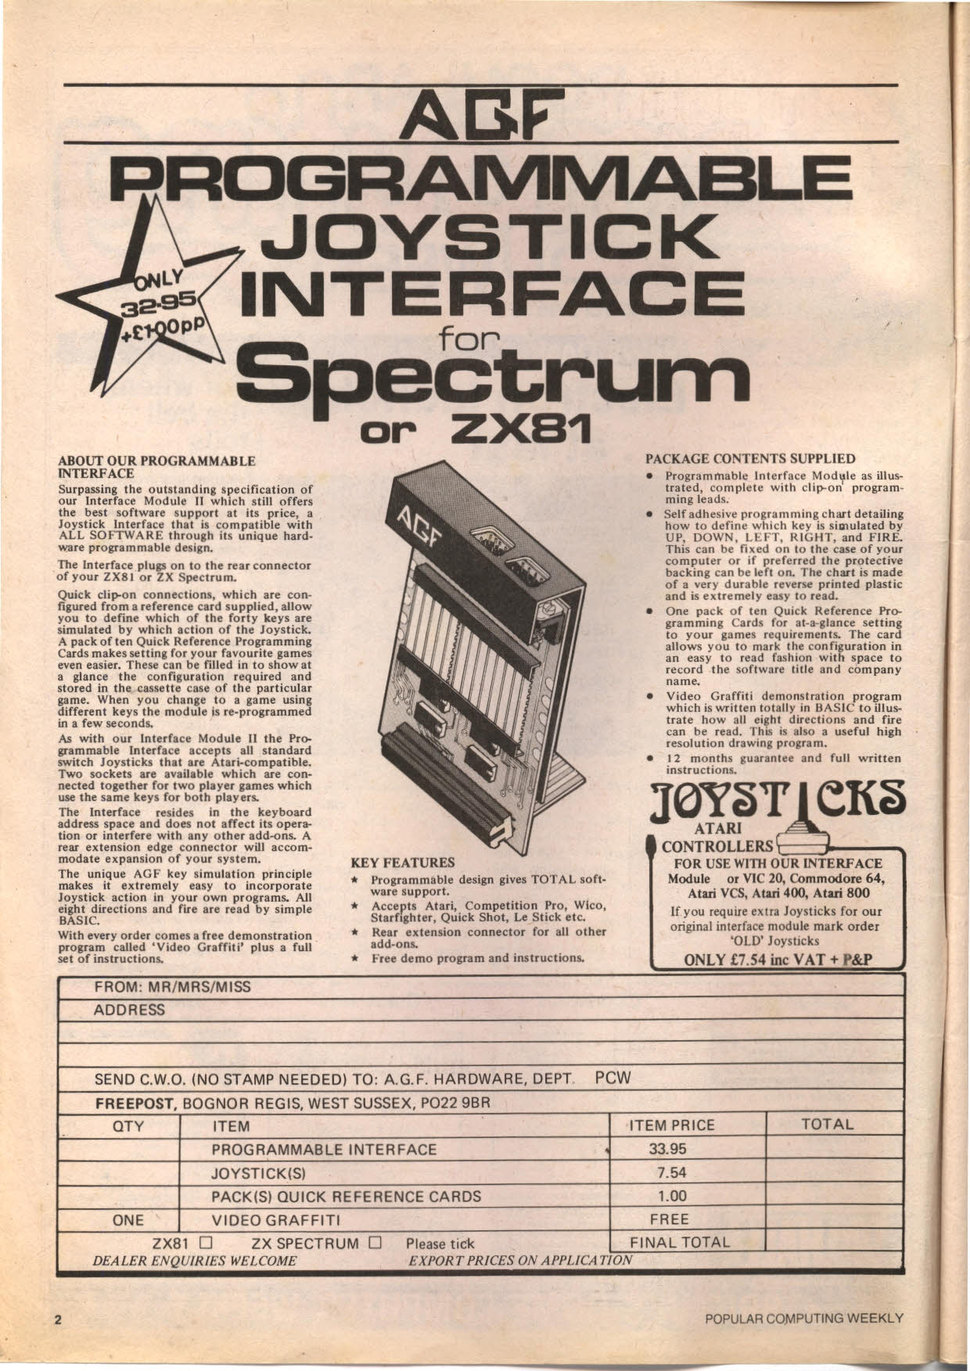 AGF
PROGRAMMABLE
JOYSTICK
INTERFACE
for
Spectrum
or ZX81
ONLY
32·95
+£1·00pp
ABOUT OUR PROGRAMMABLE
INTERFACE
Surpassing the outstanding specification of
our Interface Module II which still offers
the best software support at its price, a
Joystick Interface that is compatible with
ALL SOFTWARE through its unique hard-
ware programmable design.
The Interface plugs on to the rear connector
of your ZX81 or ZX Spectrum.
Quick clip-on connections, which are con-
figured from a reference card supplied, allow
you to define which of the forty keys are
simulated by which action of the Joystick.
A pack of ten Quick Reference Programming
Cards makes setting for your favourite games
even easier. These can be filled in to show at
a glance the configuration required and
stored in the cassette case of the particular
game. When you change to a game using
different keys the module is re-programmed
in a few seconds.
As with our Interface Module II the Pro-
grammable Interface accepts all standard
switch Joysticks that are Atari-compatible.
Two sockets are available which are con-
nected together for two player games which
use the same keys for both players.
The Interface resides in the keyboard
address space and does not affect its opera-
tion or interfere with any other add-ons. A
rear extension edge connector will accom-
modate expansion of your system.
The unique AGF key simulation principle
makes it extremely easy to incorporate
Joystick action in your own programs. All
eight directions and fire are read by simple
BASIC.
With every order comes a free demonstration
program called 'Video Graffiti' plus a full
set of instructions.
AGF
KEY FEATURES
★ Programmable design gives TOTAL soft-
ware support.
★ Accepts Atari, Competition Pro, Wico,
Starfighter, Quick Shot, Le Stick etc.
★ Rear extension connector for all other
add-ons.
★ Free demo program and instructions.
PACKAGE CONTENTS SUPPLIED
• Programmable Interface Module as illus-
trated, complete with clip-on program-
ming leads.
• Self adhesive programming chart detailing
how to define which key is simulated by
UP, DOWN, LEFT, RIGHT, and FIRE.
This can be fixed on to the case of your
computer or if preferred the protective
backing can be left on. The chart is made
of a very durable reverse printed plastic
and is extremely easy to read.
• One pack of ten Quick Reference Pro-
gramming Cards for at-a-glance setting
to your games requirements. The card
allows you to mark the configuration in
an easy to read fashion with space to
record the software title and company
name.
• Video Graffiti demonstration program
which is written totally in BASIC to illus-
trate how all eight directions and fire
can be read. This is also a useful high
resolution drawing program.
• 12 months guarantee and full written
instructions.
JOYSTICKS
ATARI
CONTROLLERS
FOR USE WITH OUR INTERFACE
Module or VIC 20, Commodore 64,
Atari VCS, Atari 400, Atari 800
If you require extra Joysticks for our
original interface module mark order
'OLD' Joysticks
ONLY £7.54 inc VAT + P&P
FROM: MR/MRS/MISS
ADDRESS
SEND C.W.O. (NO STAMP NEEDED) TO: A.G.F. HARDWARE, DEPT. PCW
FREEPOST, BOGNOR REGIS, WEST SUSSEX, PO22 9BR
QTY ITEM ITEM PRICE TOTAL
PROGRAMMABLE INTERFACE 33.95
JOYSTICK(S) 7.54
PACK(S) QUICK REFERENCE CARDS 1.00
ONE VIDEO GRAFFITI FREE
ZX81 □ ZX SPECTRUM □ Please tick FINAL TOTAL
DEALER ENQUIRIES WELCOME EXPORT PRICES ON APPLICATION
2 POPULAR COMPUTING WEEKLY